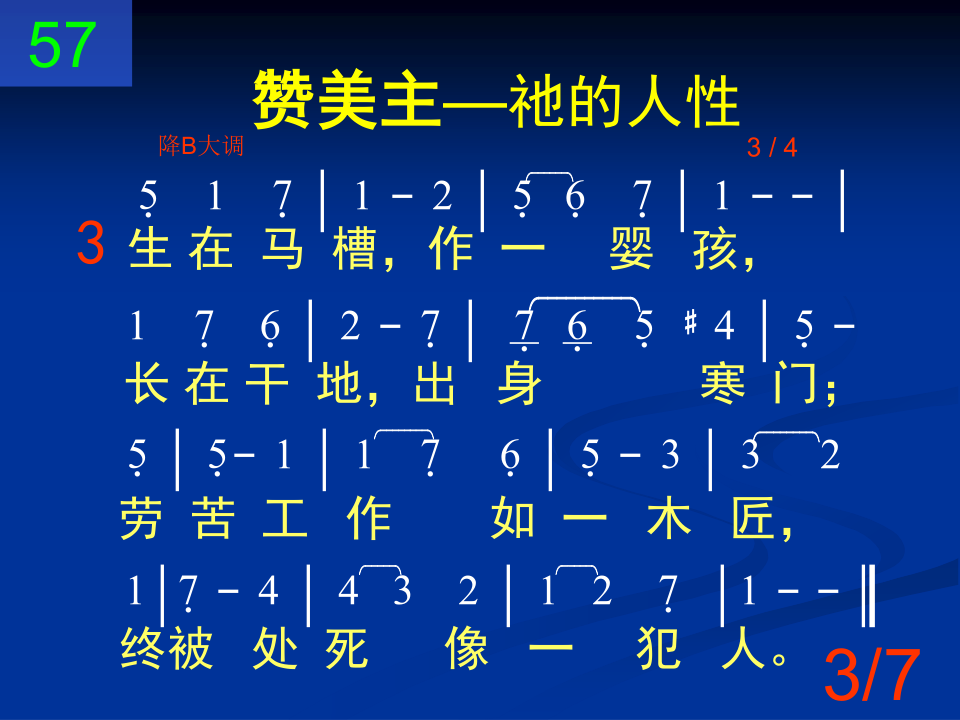 57
赞美主—祂的人性
降B大调 3 / 4
5̣ 1 7̣ | 1 - 2 | 5̣ 6̣ 7̣ | 1 - - |
3 生在马槽，作一婴孩，
1 7̣ 6̣ | 2 - 7̣ | 7̣ 6̣ 5̣ ♯4 | 5̣ -
长在干地，出身寒门；
5̣ | 5̣ - 1 | 1 7̣ 6̣ | 5̣ - 3 | 3 2
劳苦工作如一木匠，
1 | 7̣ - 4 | 4 3 2 | 1 2 7̣ | 1 - - ‖
终被处死像一犯人。
3/7